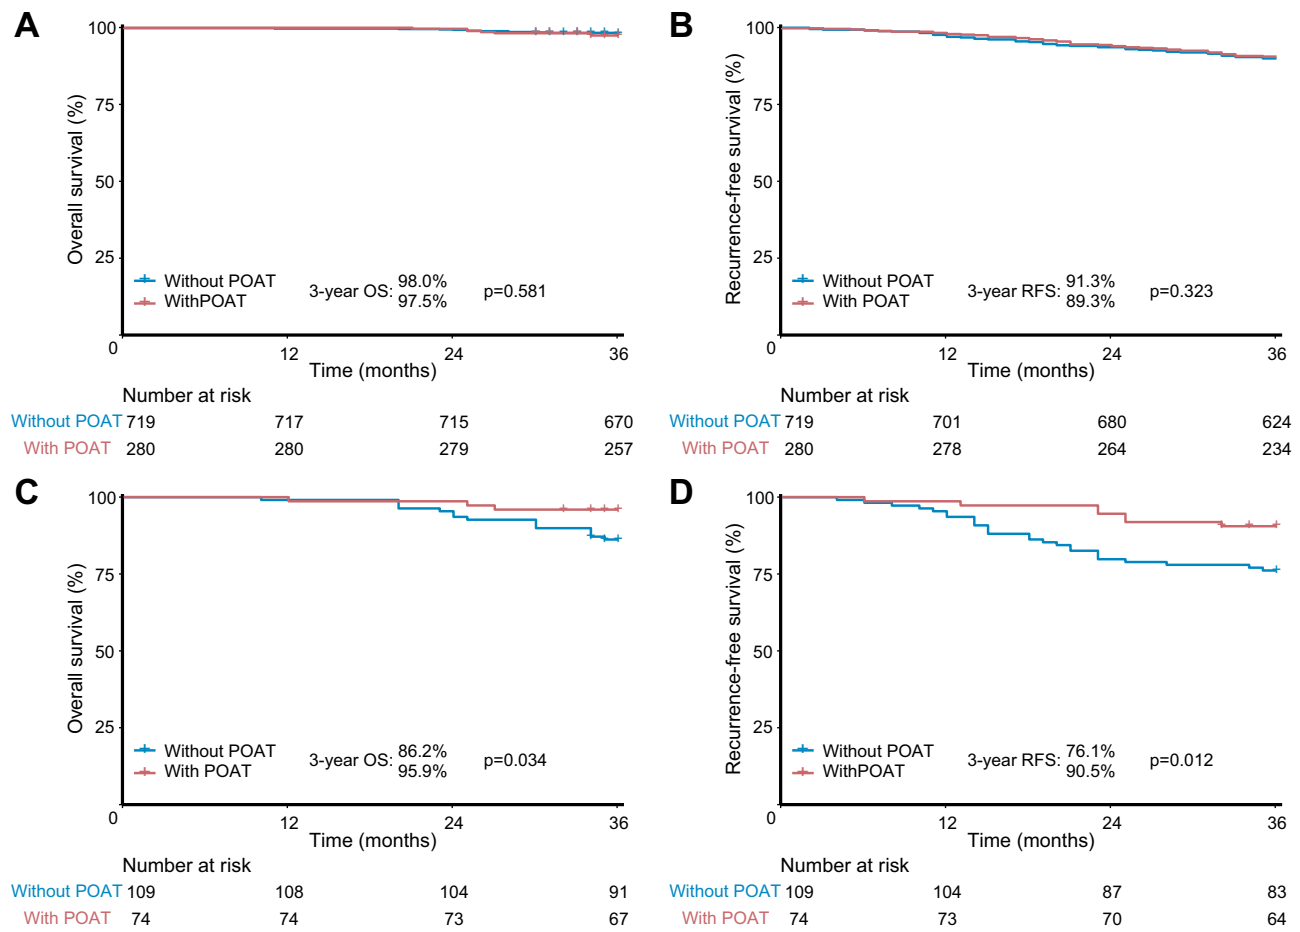 A
Overall survival (%)
100
75
50
25
0
12
24
36
Without POAT
WithPOAT
3-year OS:
98.0%
97.5%
p=0.581
Time (months)
Number at risk
Without POAT 719 717 715 670
With POAT 280 280 279 257
B
Recurrence-free survival (%)
100
75
50
25
0
12
24
36
Without POAT
With POAT
3-year RFS:
91.3%
89.3%
p=0.323
Time (months)
Number at risk
Without POAT 719 701 680 624
With POAT 280 278 264 234
C
Overall survival (%)
100
75
50
25
0
12
24
36
Without POAT
With POAT
3-year OS:
86.2%
95.9%
p=0.034
Time (months)
Number at risk
Without POAT 109 108 104 91
With POAT 74 74 73 67
D
Recurrence-free survival (%)
100
75
50
25
0
12
24
36
Without POAT
WithPOAT
3-year RFS:
76.1%
90.5%
p=0.012
Time (months)
Number at risk
Without POAT 109 104 87 83
With POAT 74 73 70 64